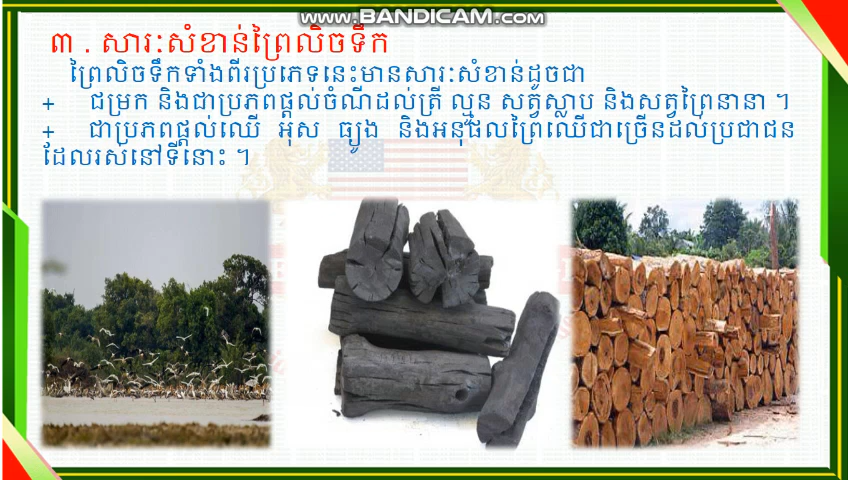 www.BANDICAM.com
៣ . សារៈសំខាន់ព្រៃលិចទឹក
ព្រៃលិចទឹកទាំងពីរប្រភេទនេះមានសារៈសំខាន់ដូចជា
+ ជម្រក និងជាប្រភពផ្ដល់ចំណីដល់ត្រី ល្មូន សត្វស្លាប និងសត្វព្រៃនានា ។
+ ជាប្រភពផ្ដល់ឈើ អុស ធ្យូង និងអនុផលព្រៃឈើជាច្រើនដល់ប្រជាជន
ដែលរស់នៅទីនោះ ។